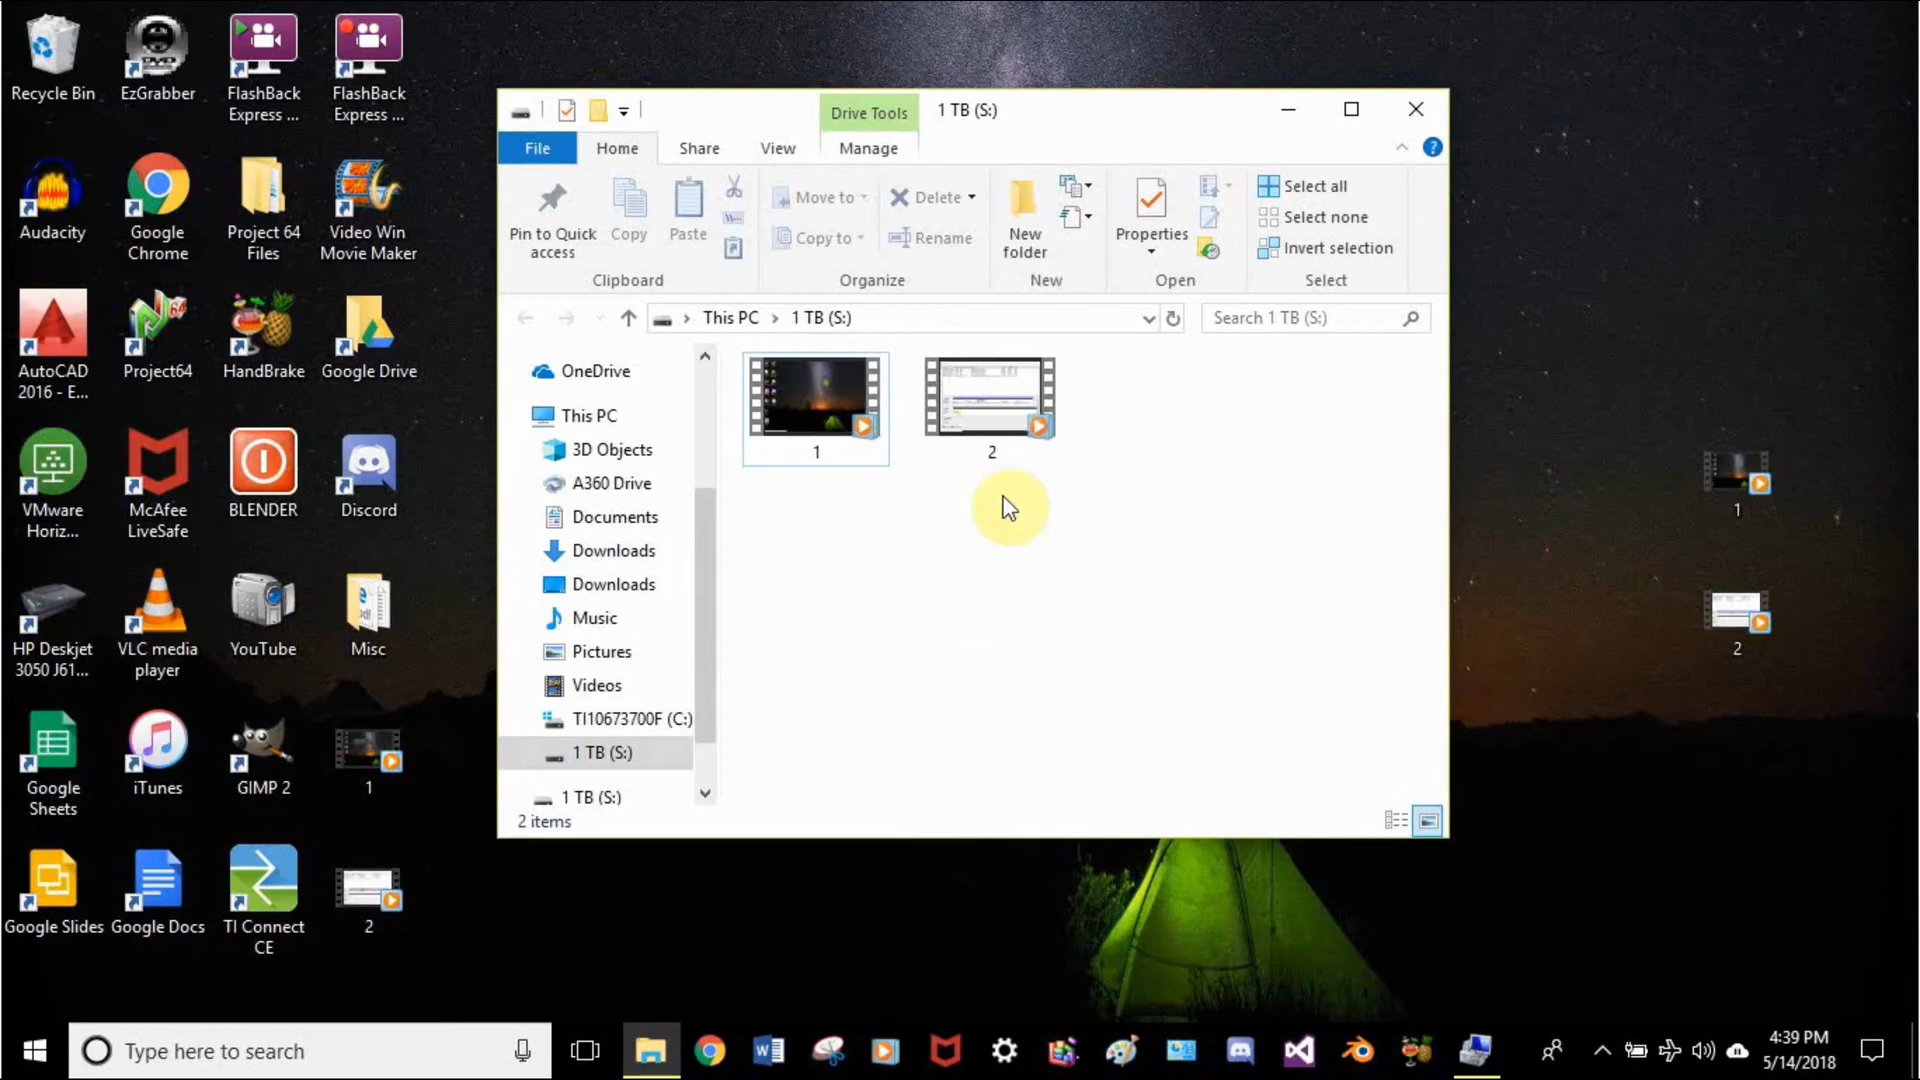 Recycle Bin
EzGrabber
FlashBack
Express ...
FlashBack
Express ...
Audacity
Google
Chrome
Project 64
Files
Video Win
Movie Maker
AutoCAD
2016 - E...
Project64
HandBrake
Google Drive
VMware
Horiz...
McAfee
LiveSafe
BLENDER
Discord
HP Deskjet
3050 J61...
VLC media
player
YouTube
Misc
Google
Sheets
iTunes
GIMP 2
1
Google Slides
Google Docs
TI Connect
CE
2
Drive Tools
1 TB (S:)
File
Home
Share
View
Manage
Pin to Quick
access
Copy
Paste
Clipboard
Move to
Copy to
Delete
Rename
Organize
New
folder
New
Properties
Open
Select all
Select none
Invert selection
Select
This PC > 1 TB (S:)
Search 1 TB (S:)
OneDrive
This PC
3D Objects
A360 Drive
Documents
Downloads
Downloads
Music
Pictures
Videos
TI10673700F (C:)
1 TB (S:)
1 TB (S:)
2 items
1
2
1
2
Type here to search
4:39 PM
5/14/2018